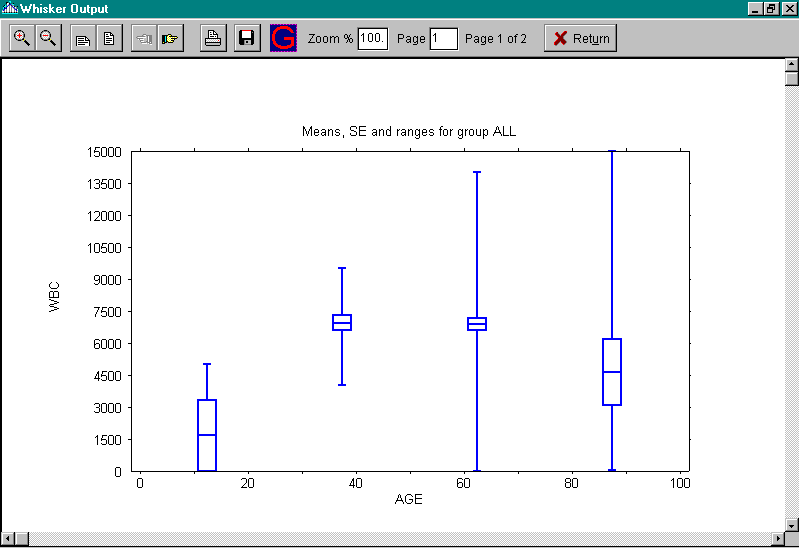 Whisker Output
G Zoom % 100. Page 1 Page 1 of 2 Return
Means, SE and ranges for group ALL
15000
13500
12000
10500
9000
WBC
7500
6000
4500
3000
1500
0
0 20 40 60 80 100
AGE